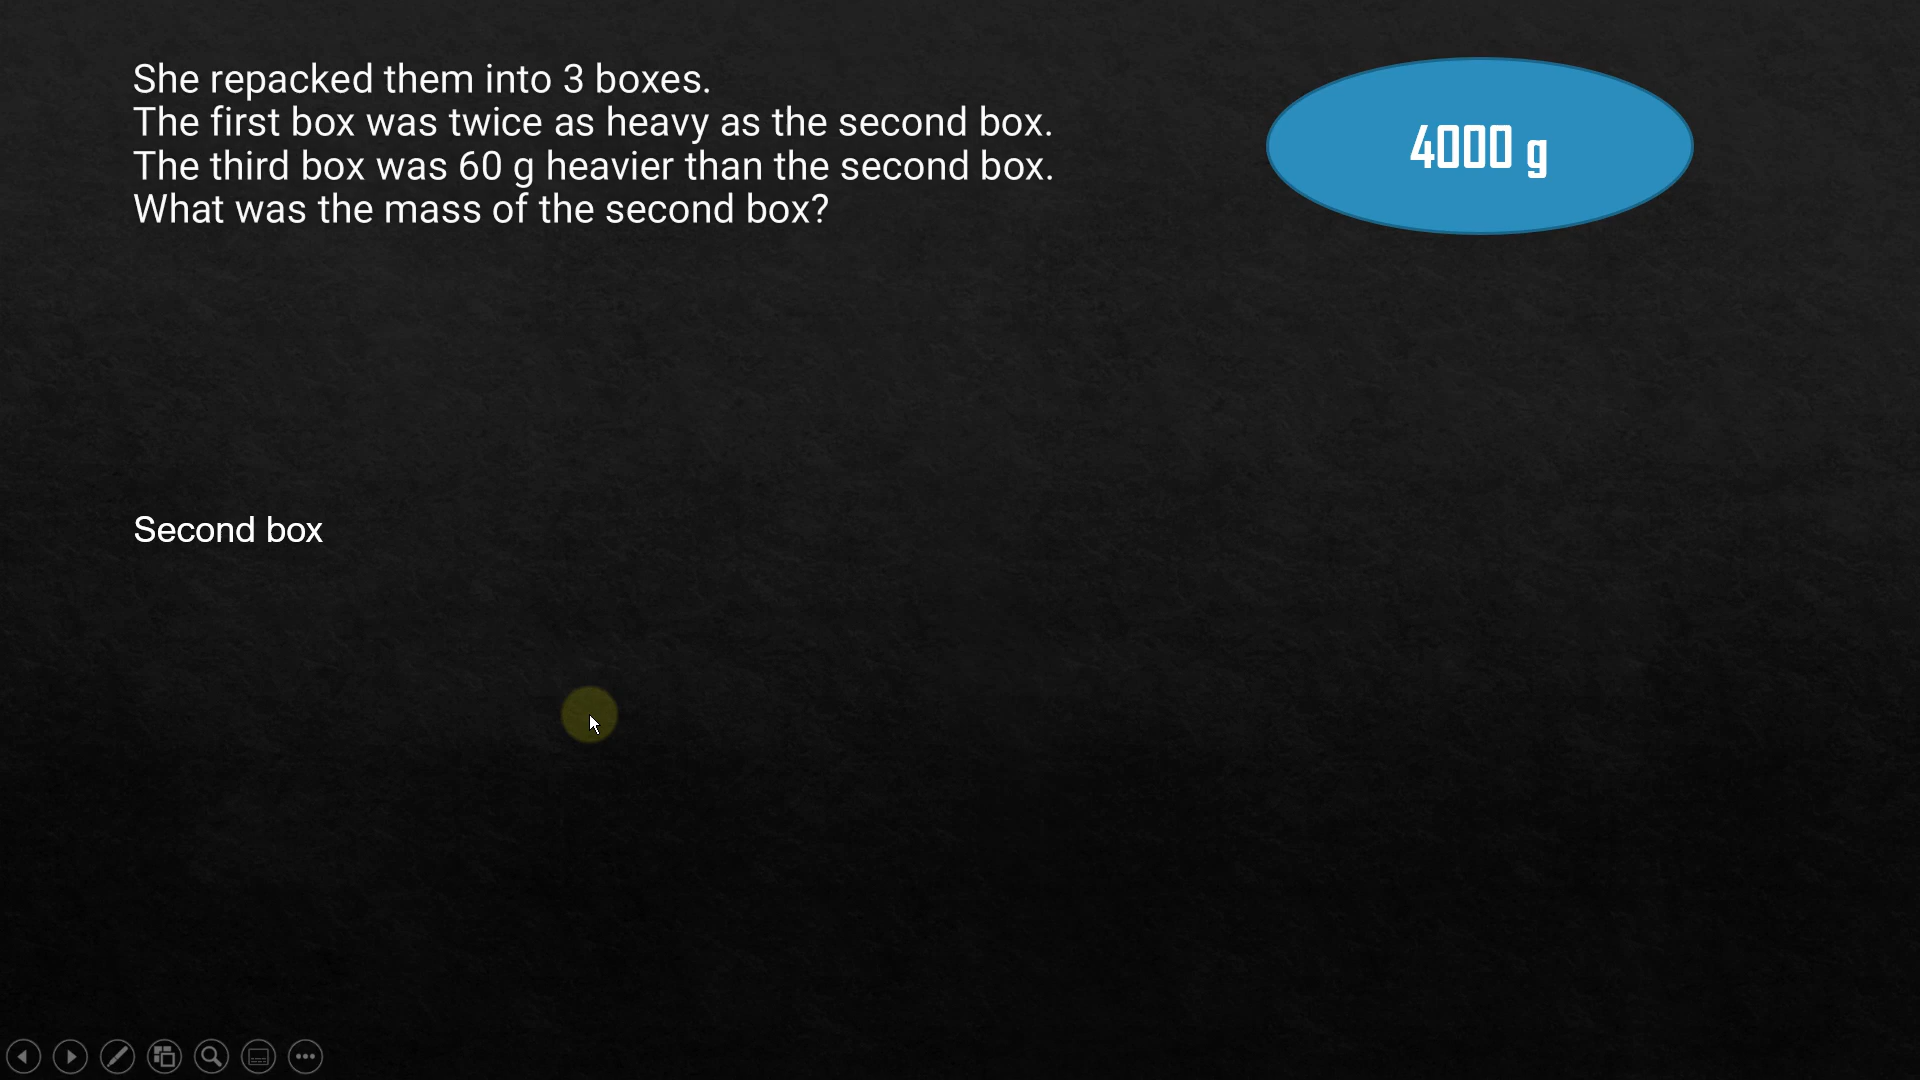 She repacked them into 3 boxes.
The first box was twice as heavy as the second box.
The third box was 60 g heavier than the second box.
What was the mass of the second box?
4000 g
Second box